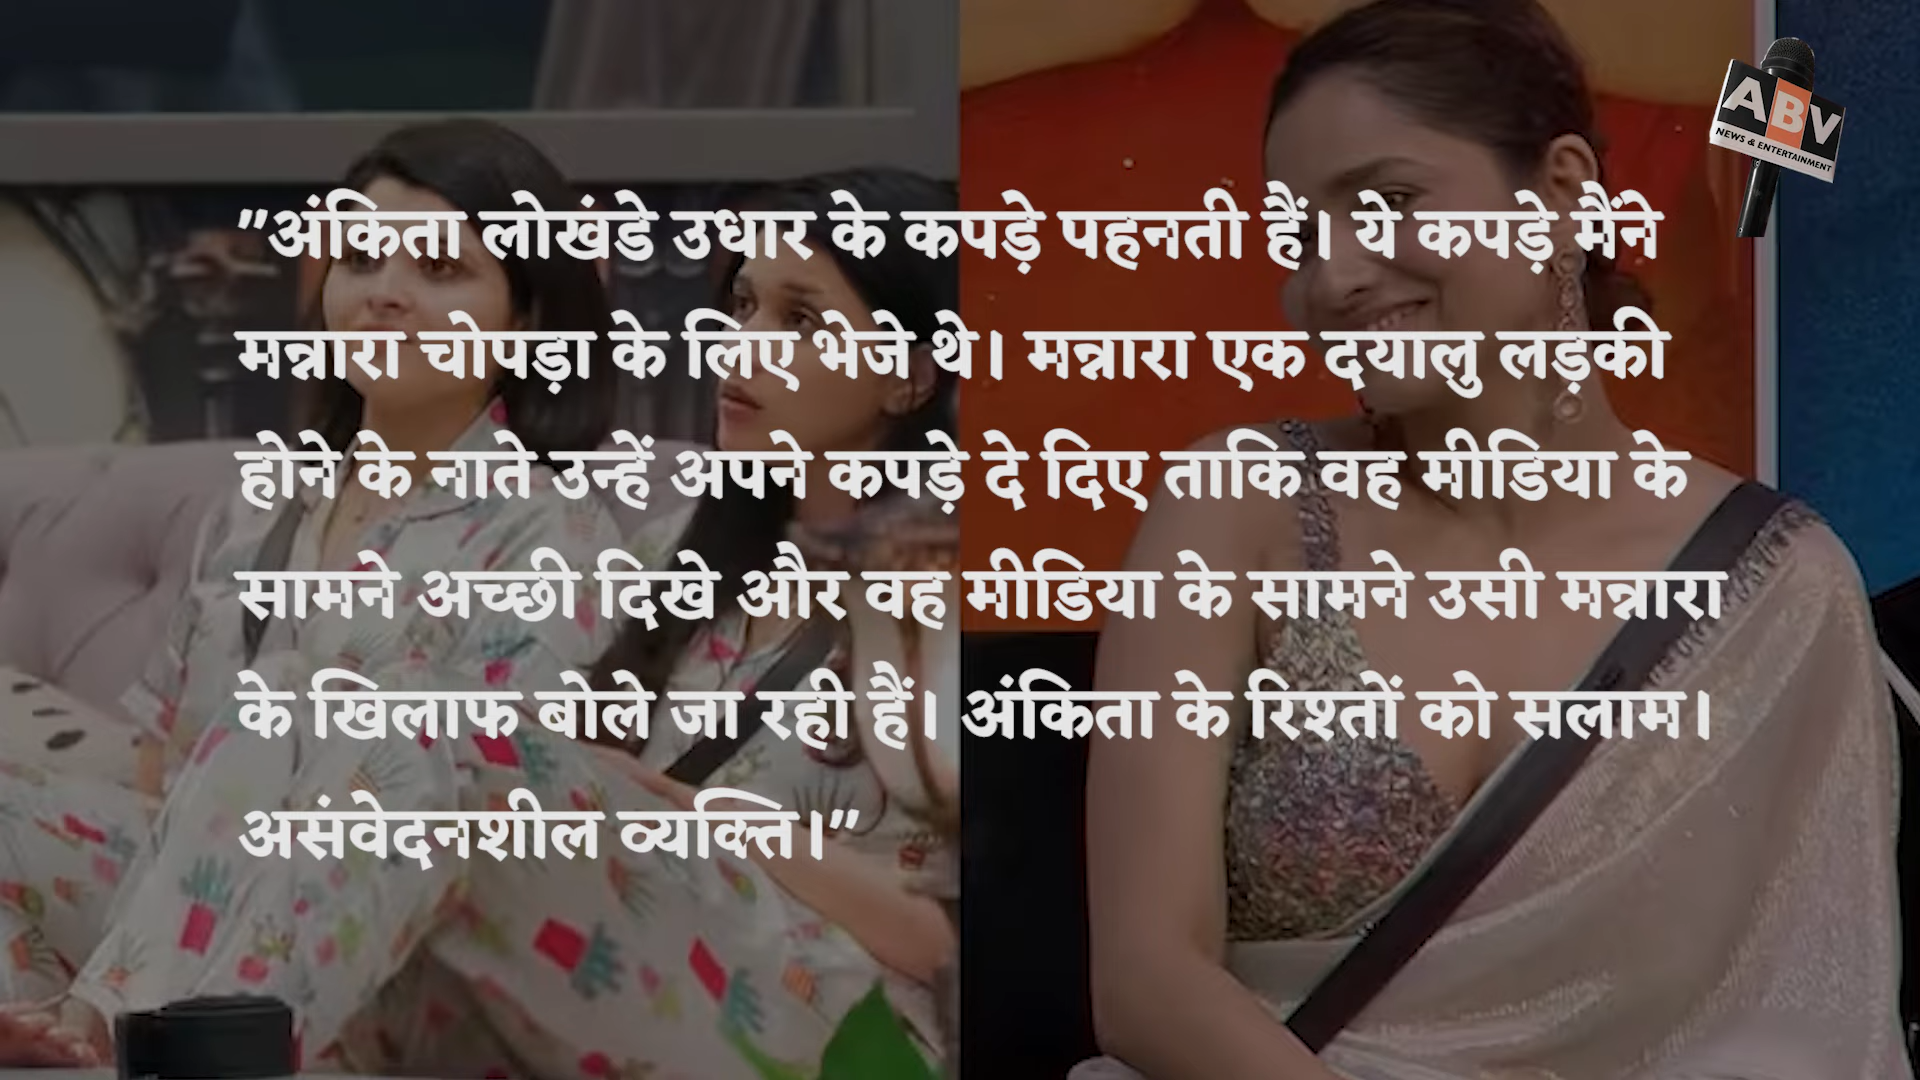 "अंकिता लोखंडे उधार के कपड़े पहनती हैं। ये कपड़े मैंने
मन्नारा चोपड़ा के लिए भेजे थे। मन्नारा एक दयालु लड़की
होने के नाते उन्हें अपने कपड़े दे दिए ताकि वह मीडिया के
सामने अच्छी दिखे और वह मीडिया के सामने उसी मन्नारा
के खिलाफ बोले जा रही हैं। अंकिता के रिश्तों को सलाम।
असंवेदनशील व्यक्ति।"
ABV
NEWS & ENTERTAINMENT